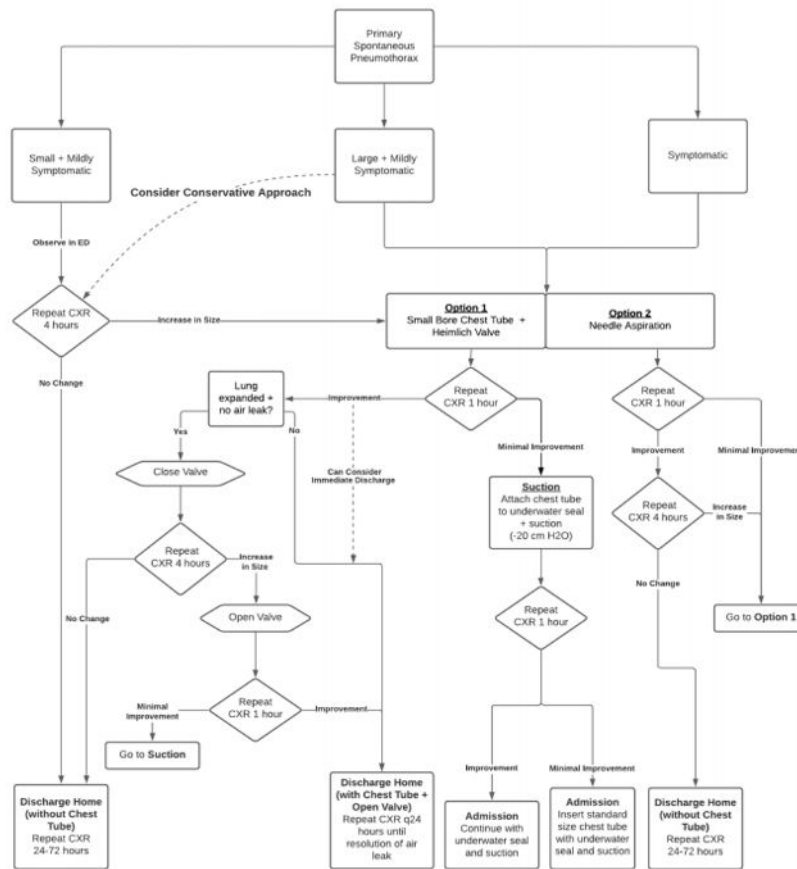 Primary
Spontaneous
Pneumothorax
Small + Mildly
Symptomatic
Large + Mildly
Symptomatic
Symptomatic
Consider Conservative Approach
Observe in ED
Repeat CXR
4 hours
Increase in Size
Option 1
Small Bore Chest Tube +
Heimlich Valve
Option 2
Needle Aspiration
No Change
Lung
expanded +
no air leak?
Improvement
Repeat
CXR 1 hour
Repeat
CXR 1 hour
Yes
No
Minimal Improvement
Improvement
Minimal Improvement
Close Valve
Can Consider
Immediate Discharge
Suction
Attach chest tube
to underwater seal
+ suction
(-20 cm H2O)
Repeat
CXR 4 hours
Increase
in Size
Repeat
CXR 4 hours
Increase
in Size
No Change
No Change
Open Valve
Repeat
CXR 1 hour
Go to Option 1
Minimal
Improvement
Repeat
CXR 1 hour
Improvement
Go to Suction
Improvement
Minimal Improvement
Discharge Home
(without Chest
Tube)
Repeat CXR
24-72 hours
Discharge Home
(with Chest Tube +
Open Valve)
Repeat CXR q24
hours until
resolution of air
leak
Admission
Continue with
underwater seal
and suction
Admission
Insert standard
size chest tube
with underwater
seal and suction
Discharge Home
(without Chest
Tube)
Repeat CXR
24-72 hours